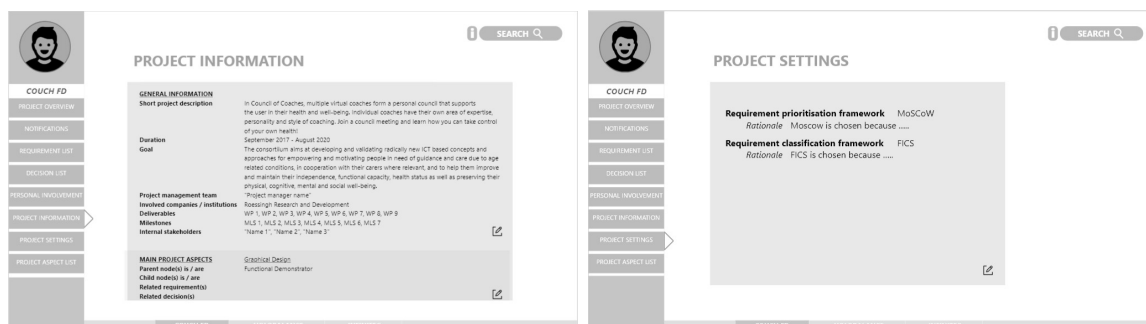 SEARCH
PROJECT INFORMATION
COUCH FD
PROJECT OVERVIEW
NOTIFICATIONS
REQUIREMENT LIST
DECISION LIST
PERSONAL INVOLVEMENT
PROJECT INFORMATION
PROJECT SETTINGS
PROJECT ASPECT LIST
GENERAL INFORMATION
Short project description In Council of Coaches, multiple virtual coaches form a personal council that supports
the user in their health and well-being. Individual coaches have their own area of expertise,
personality and style of coaching. Join a council meeting and learn how you can take control
of your own health!
Duration September 2017 - August 2020
Goal The consortium aims at developing and validating radically new ICT based concepts and
approaches for empowering and motivating people in need of guidance and care due to age
related conditions, in cooperation with their carers where relevant, and to help them improve
and maintain their independence, functional capacity, health status as well as preserving their
physical, cognitive, mental and social well-being.
Project management team "Project manager name"
Involved companies / institutions Roessingh Research and Development
Deliverables WP 1, WP 2, WP 3, WP 4, WP 5, WP 6, WP 7, WP 8, WP 9
Milestones MLS 1, MLS 2, MLS 3, MLS 4, MLS 5, MLS 6, MLS 7
Internal stakeholders "Name 1", "Name 2", "Name 3"
MAIN PROJECT ASPECTS Graphical Design
Parent node(s) is / are Functional Demonstrator
Child node(s) is / are
Related requirement(s)
Related decision(s)
SEARCH
PROJECT SETTINGS
COUCH FD
PROJECT OVERVIEW
NOTIFICATIONS
REQUIREMENT LIST
DECISION LIST
PERSONAL INVOLVEMENT
PROJECT INFORMATION
PROJECT SETTINGS
PROJECT ASPECT LIST
Requirement prioritisation framework MoSCoW
Rationale Moscow is chosen because .....
Requirement classification framework FICS
Rationale FICS is chosen because .....